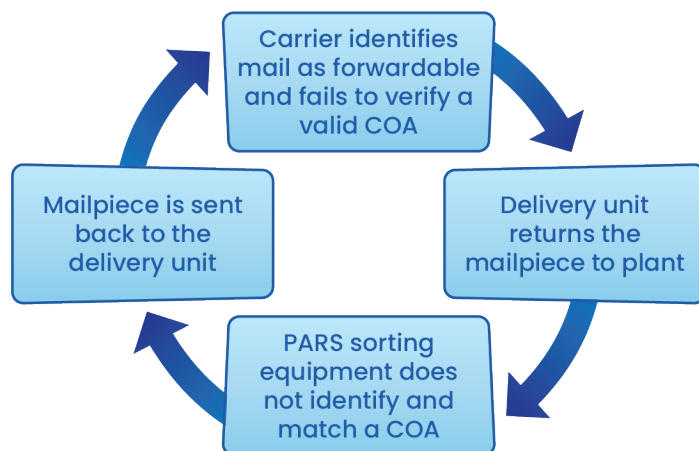 Carrier identifies
mail as forwardable
and fails to verify a
valid COA
Delivery unit
returns the
mailpiece to plant
PARS sorting
equipment does
not identify and
match a COA
Mailpiece is sent
back to the
delivery unit